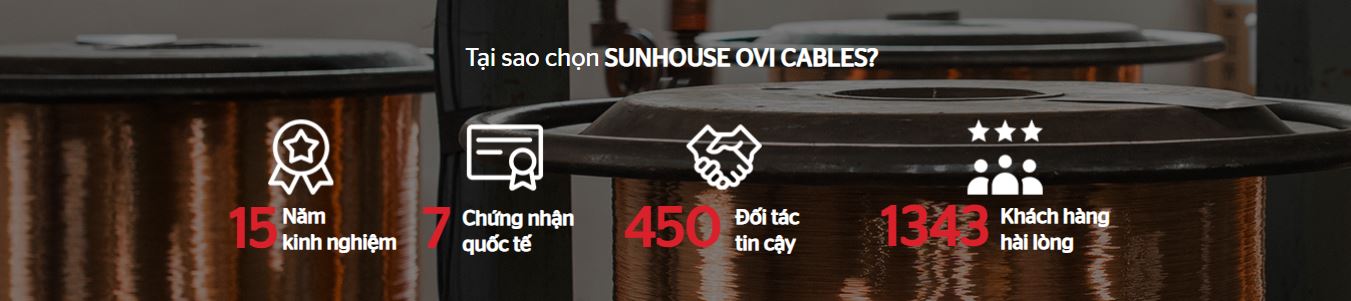 Tại sao chọn SUNHOUSE OVI CABLES?
15 Năm
kinh nghiệm
7 Chứng nhận
quốc tế
450 Đối tác
tin cậy
1343 Khách hàng
hài lòng